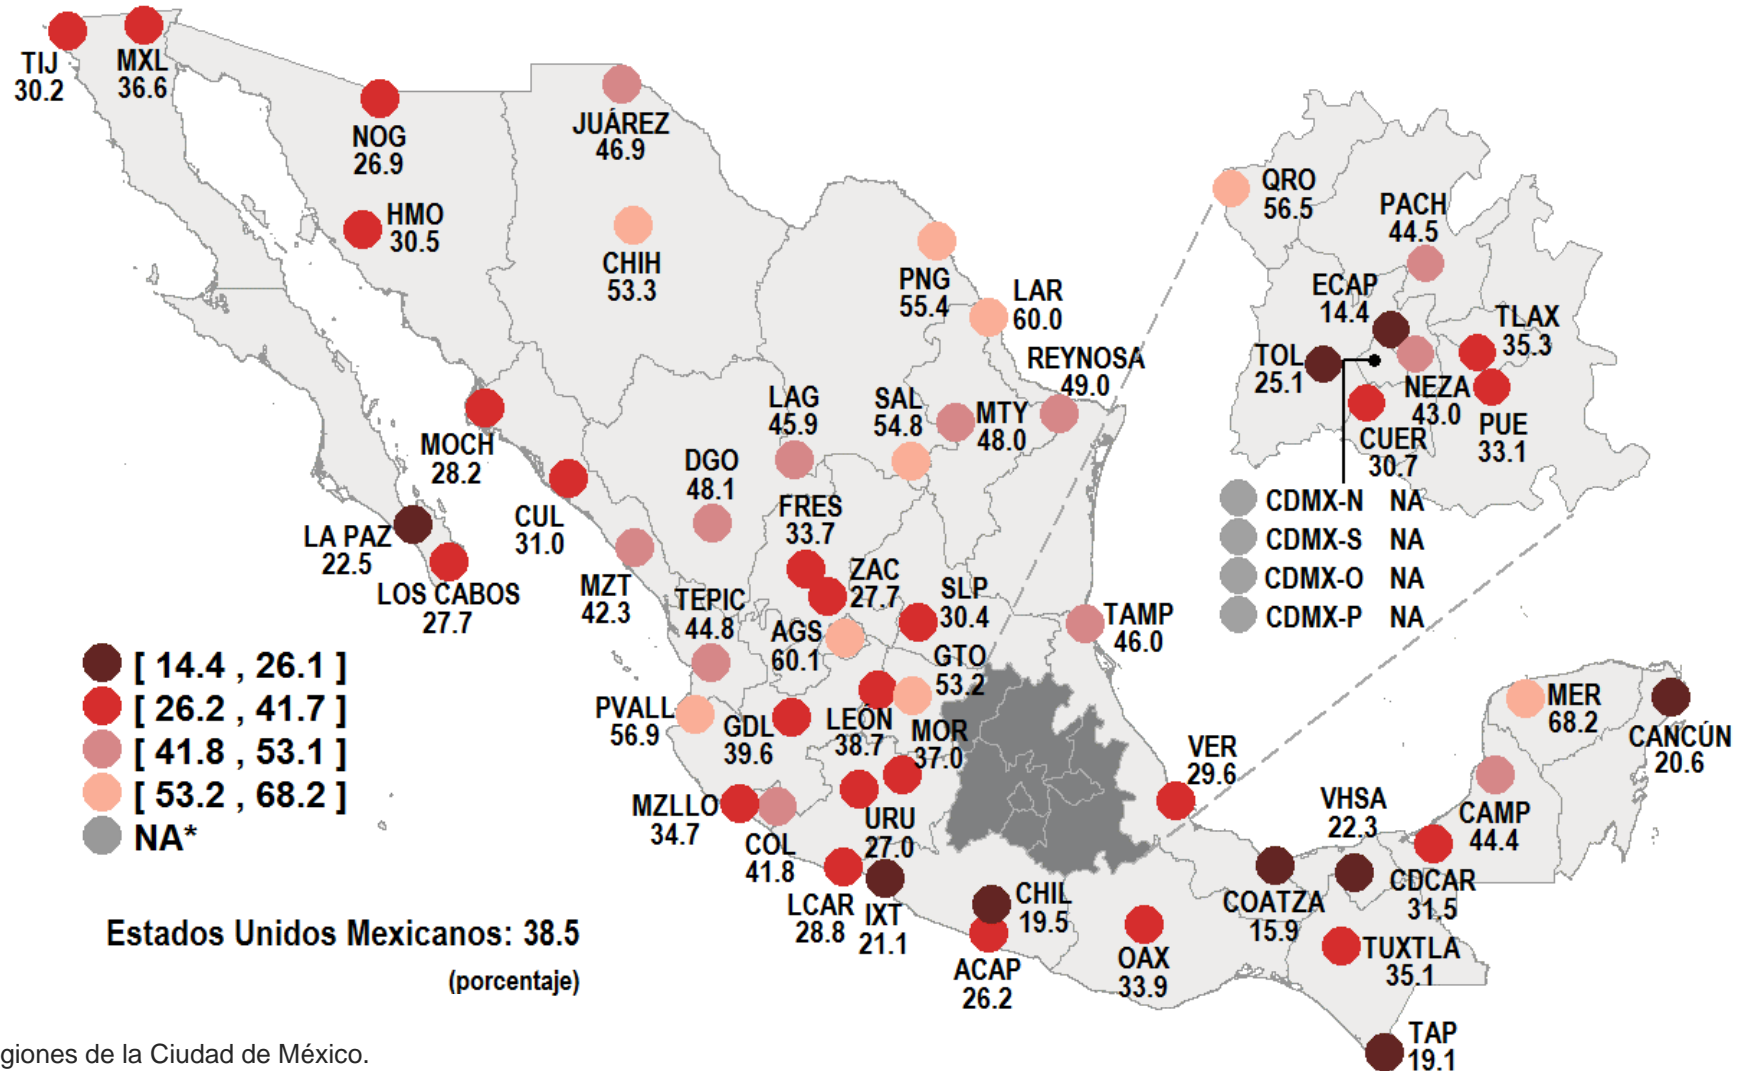 TIJ
30.2
MXL
36.6
NOG
26.9
HMO
30.5
JUÁREZ
46.9
CHIH
53.3
PNG
55.4
LAR
60.0
REYNOSA
49.0
MOCH
28.2
LAG
45.9
SAL
54.8
MTY
48.0
DGO
48.1
CUL
31.0
LA PAZ
22.5
LOS CABOS
27.7
MZT
42.3
FRES
33.7
ZAC
27.7
SLP
30.4
TEPIC
44.8
AGS
60.1
GTO
53.2
TAMP
46.0
PVALL
56.9
GDL
39.6
LEÓN
38.7
MOR
37.0
MZLLO
34.7
COL
41.8
URU
27.0
LCAR
28.8
IXT
21.1
CHIL
19.5
ACAP
26.2
OAX
33.9
VER
29.6
COATZA
15.9
VHSA
22.3
CDCAR
31.5
TUXTLA
35.1
TAP
19.1
CAMP
44.4
MER
68.2
CANCÚN
20.6
QRO
56.5
PACH
44.5
ECAP
14.4
TLAX
35.3
TOL
25.1
NEZA
43.0
PUE
33.1
CUER
30.7
CDMX-N NA
CDMX-S NA
CDMX-O NA
CDMX-P NA
[ 14.4 , 26.1 ]
[ 26.2 , 41.7 ]
[ 41.8 , 53.1 ]
[ 53.2 , 68.2 ]
NA*
Estados Unidos Mexicanos: 38.5
(porcentaje)
giones de la Ciudad de México.